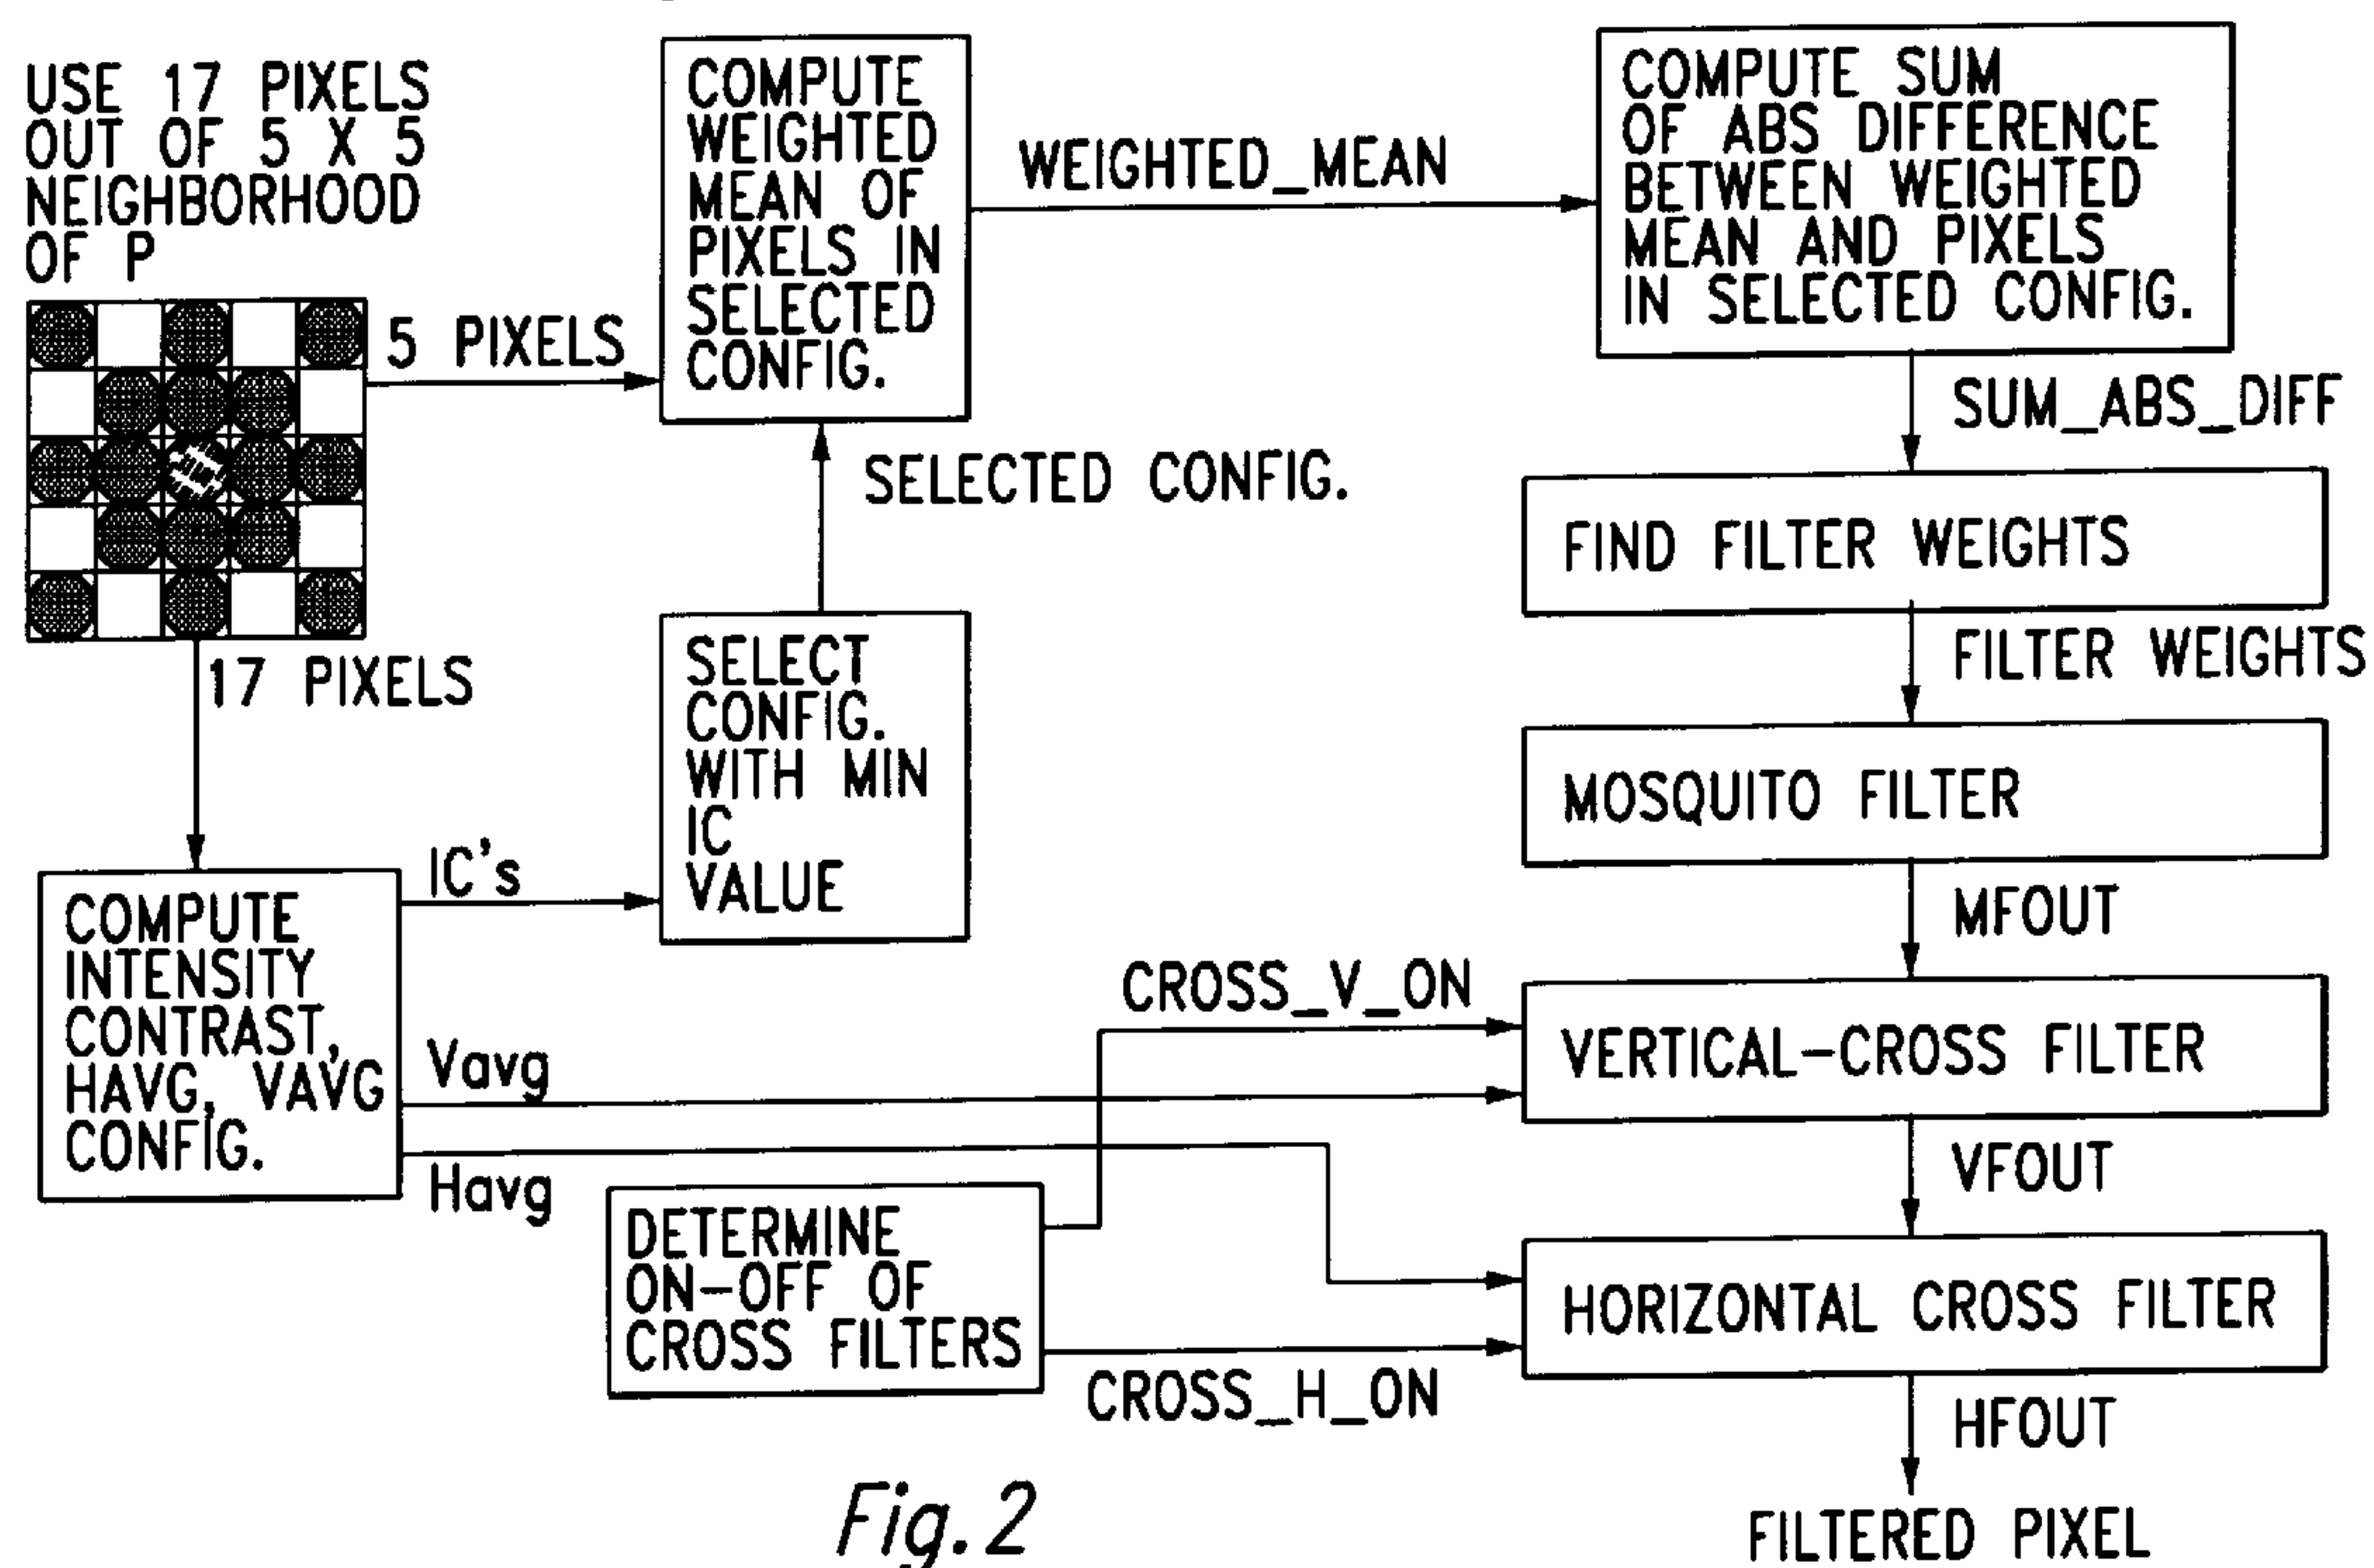 USE 17 PIXELS
OUT OF 5 X 5
NEIGHBORHOOD
OF P
5 PIXELS
17 PIXELS
COMPUTE
WEIGHTED
MEAN OF
PIXELS IN
SELECTED
CONFIG.
WEIGHTED_MEAN
COMPUTE SUM
OF ABS DIFFERENCE
BETWEEN WEIGHTED
MEAN AND PIXELS
IN SELECTED CONFIG.
SUM_ABS_DIFF
SELECTED CONFIG.
FIND FILTER WEIGHTS
FILTER WEIGHTS
SELECT
CONFIG.
WITH MIN
IC
VALUE
MOSQUITO FILTER
MFOUT
COMPUTE
INTENSITY
CONTRAST,
HAVG, VAVG
CONFIG.
IC's
Vavg
Havg
CROSS_V_ON
VERTICAL-CROSS FILTER
VFOUT
DETERMINE
ON-OFF OF
CROSS FILTERS
CROSS_H_ON
HORIZONTAL CROSS FILTER
HFOUT
FILTERED PIXEL
Fig. 2